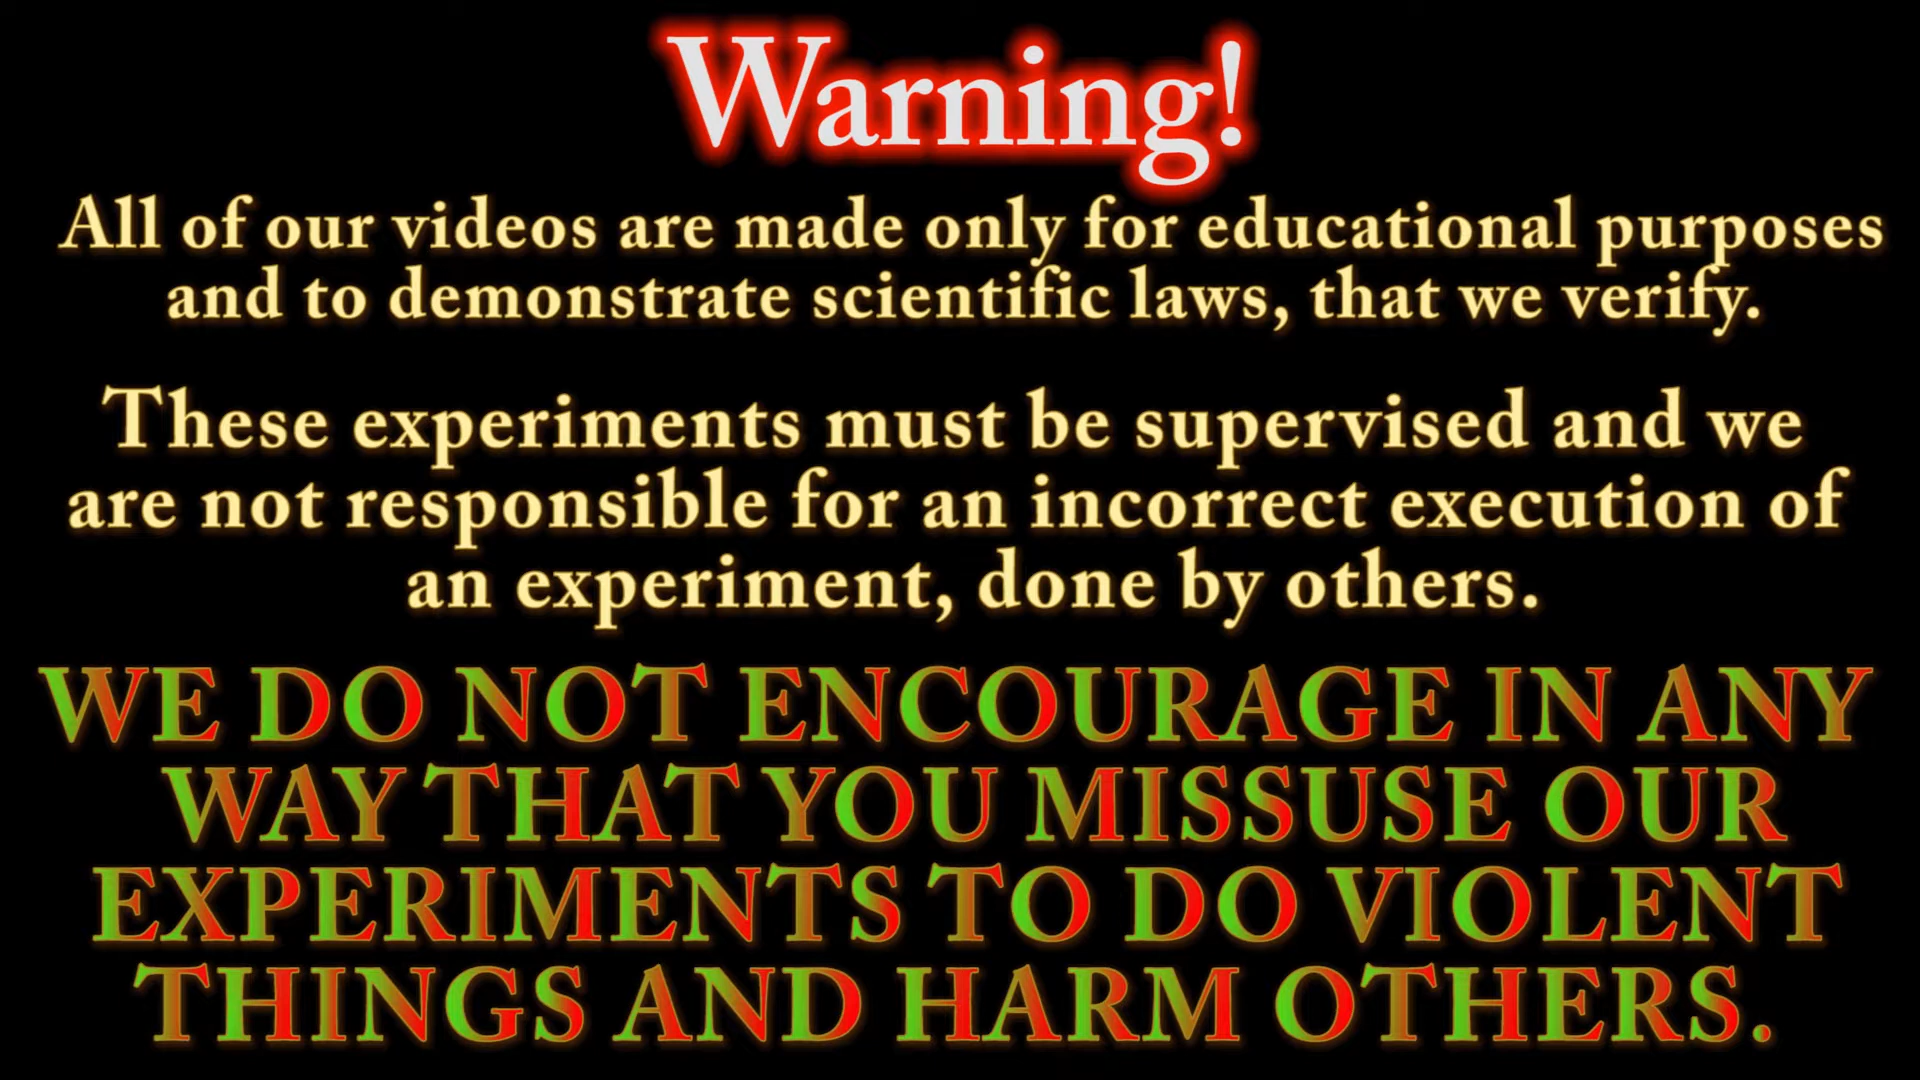 Warning!
All of our videos are made only for educational purposes
and to demonstrate scientific laws, that we verify.
These experiments must be supervised and we
are not responsible for an incorrect execution of
an experiment, done by others.
WE DO NOT ENCOURAGE IN ANY
WAY THAT YOU MISSUSE OUR
EXPERIMENTS TO DO VIOLENT
THINGS AND HARM OTHERS.